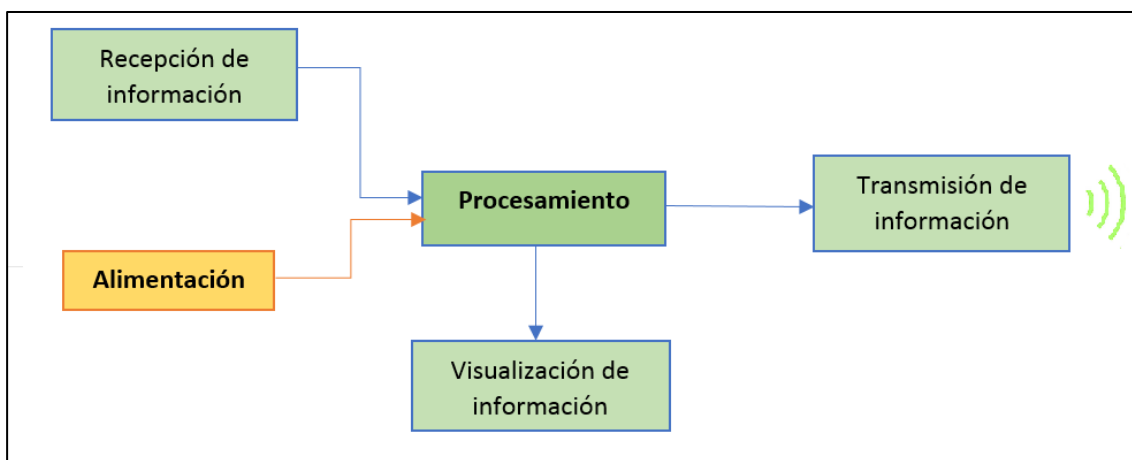 Recepción de
información
Procesamiento
Transmisión de
información
Alimentación
Visualización de
información